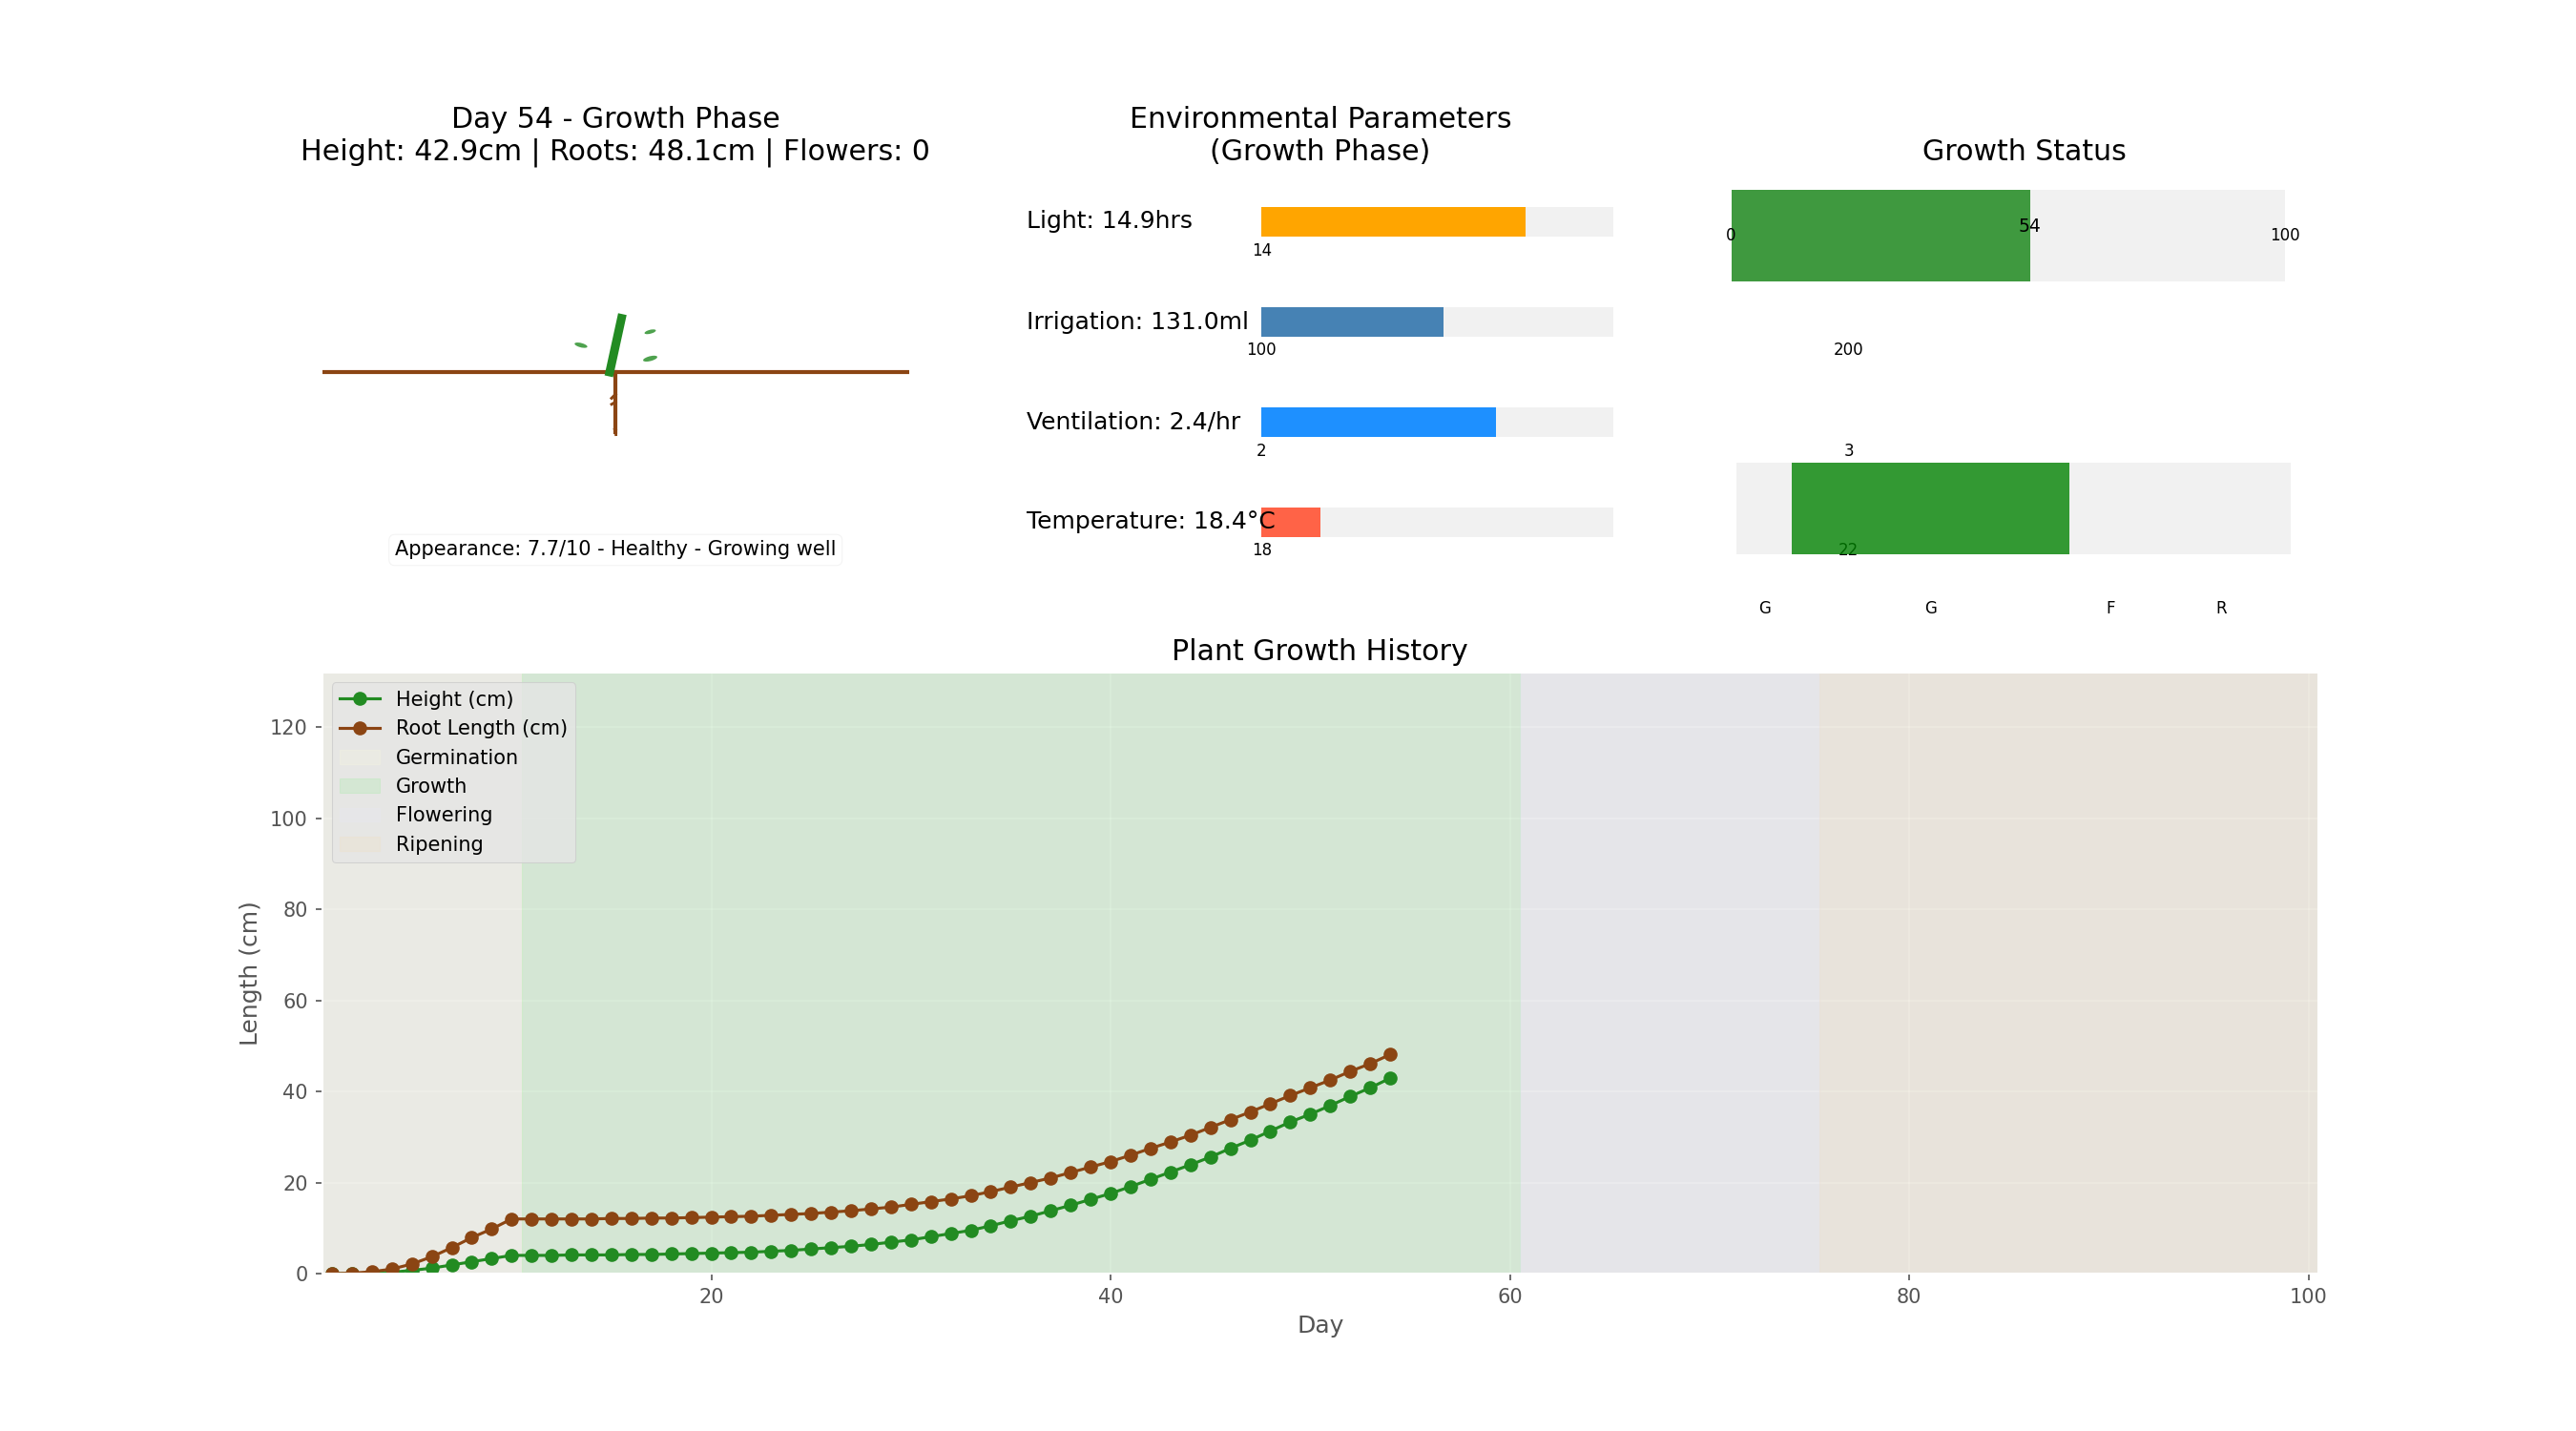 Day 54 - Growth Phase
Height: 42.9cm | Roots: 48.1cm | Flowers: 0
Appearance: 7.7/10 - Healthy - Growing well
Environmental Parameters
(Growth Phase)
Light: 14.9hrs
14
Irrigation: 131.0ml
100
200
Ventilation: 2.4/hr
2
3
Temperature: 18.4°C
18
22
Growth Status
0
54
100
G
G
F
R
Plant Growth History
Height (cm)
Root Length (cm)
Germination
Growth
Flowering
Ripening
Length (cm)
120
100
80
60
40
20
0
20
40
60
80
100
Day